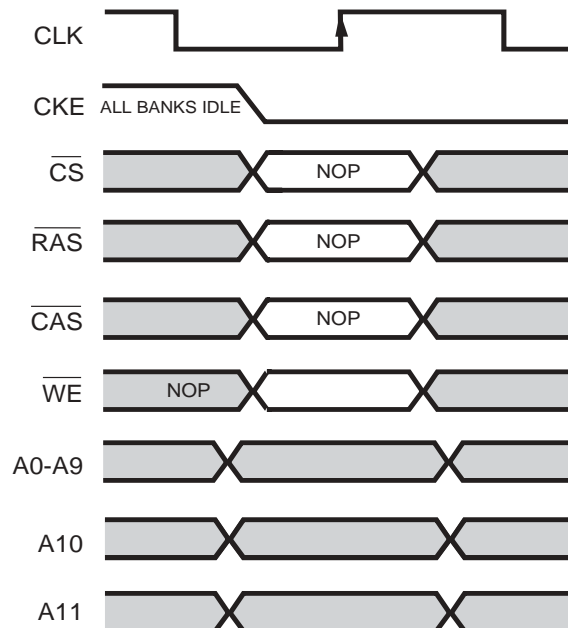 CLK
CKE ALL BANKS IDLE
CS NOP
RAS NOP
CAS NOP
WE NOP
A0-A9
A10
A11